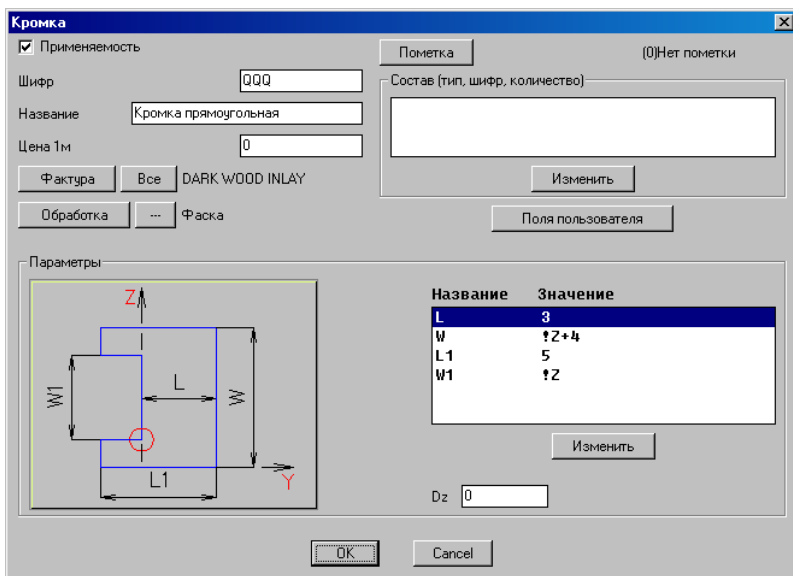 Кромка
Применяемость
Пометка
(0)Нет пометки
Шифр
QQQ
Состав (тип, шифр, количество)
Название
Кромка прямоугольная
Цена 1м
0
Фактура
Все
DARK WOOD INLAY
Изменить
Обработка
---
Фаска
Поля пользователя
Параметры
Название Значение
L 3
W !Z+4
L1 5
W1 !Z
Z
W1
L
W
L1
Y
Изменить
Dz 0
OK
Cancel